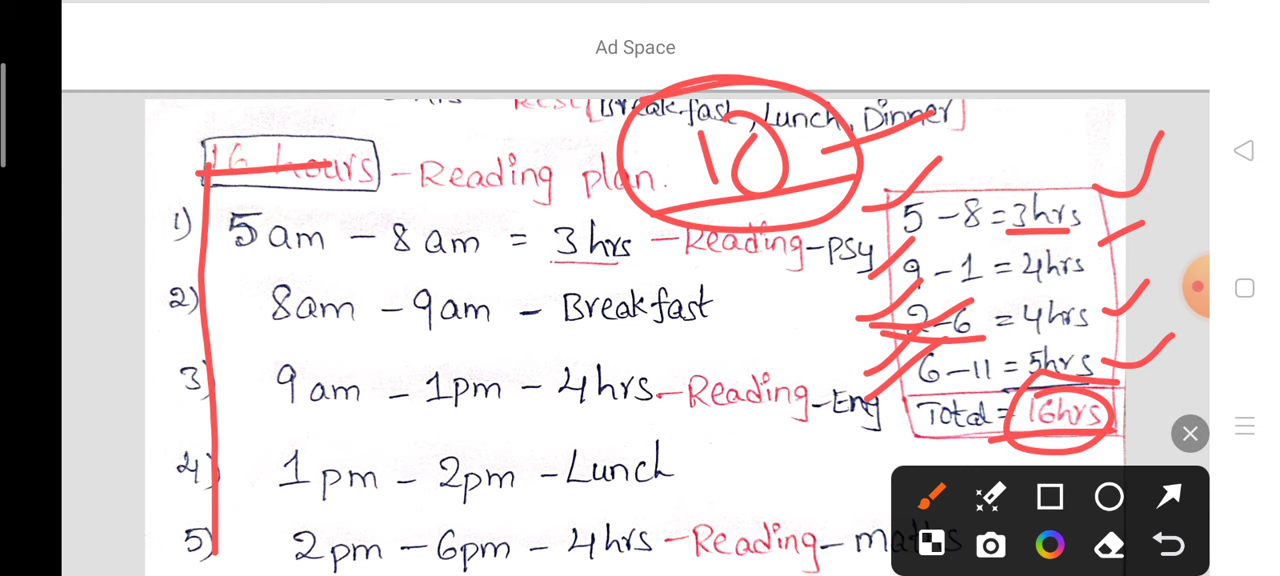 Ad Space
Rest [Breakfast, Lunch, Dinner]
16 hours - Reading plan.
10
1) 5am - 8am = 3hrs - Reading - PSY
2) 8am - 9am - Breakfast
3) 9am - 1pm - 4hrs - Reading - Eng
4) 1pm - 2pm - Lunch
5) 2pm - 6pm - 4hrs - Reading - maths
5 - 8 = 3hrs
9 - 1 = 4hrs
2 - 6 = 4hrs
6 - 11 = 5hrs
Total = 16hrs